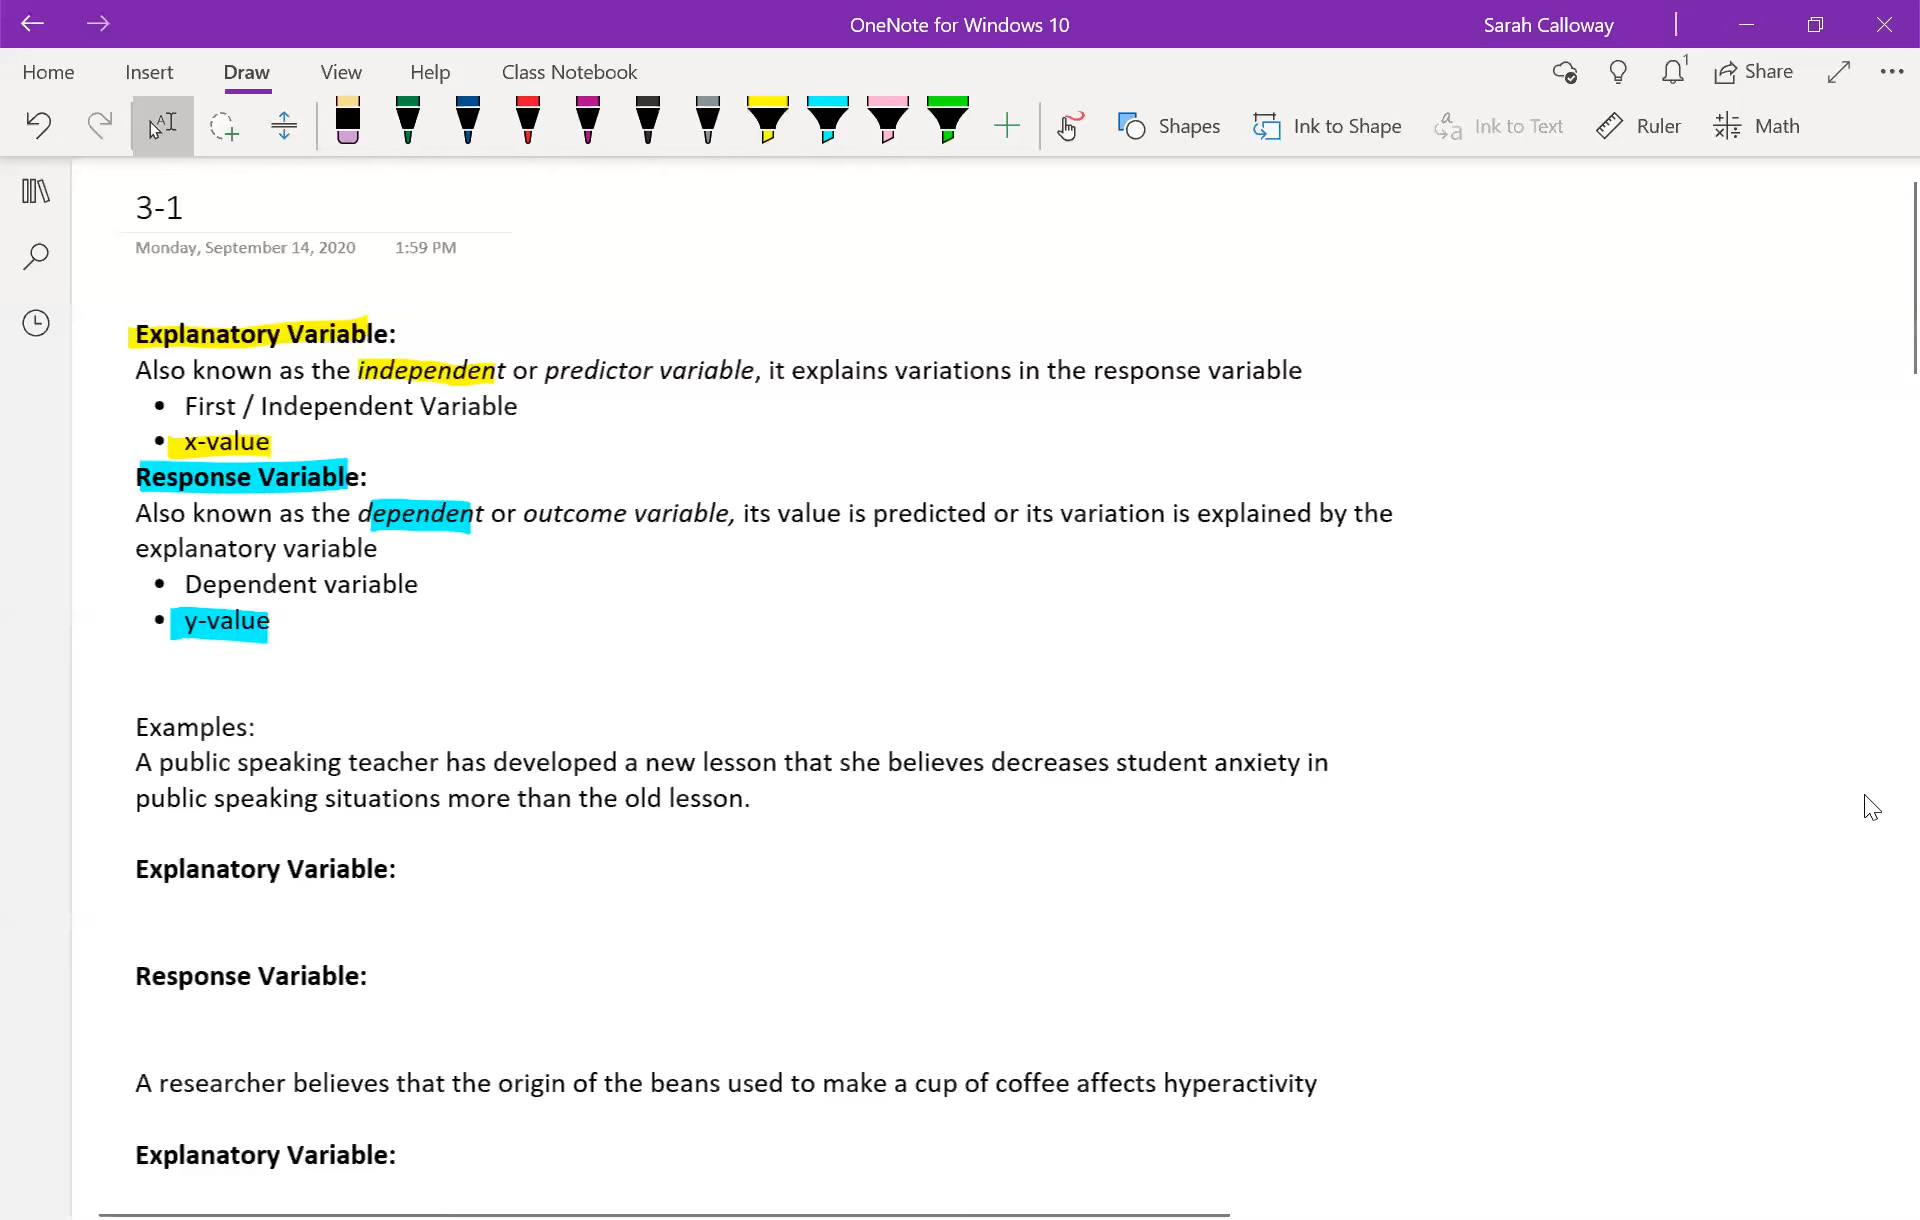 OneNote for Windows 10
Sarah Calloway
Home Insert Draw View Help Class Notebook
1 Share
Shapes Ink to Shape Ink to Text Ruler Math
3-1
Monday, September 14, 2020 1:59 PM
Explanatory Variable:
Also known as the independent or predictor variable, it explains variations in the response variable
• First / Independent Variable
• x-value
Response Variable:
Also known as the dependent or outcome variable, its value is predicted or its variation is explained by the
explanatory variable
• Dependent variable
• y-value
Examples:
A public speaking teacher has developed a new lesson that she believes decreases student anxiety in
public speaking situations more than the old lesson.
Explanatory Variable:
Response Variable:
A researcher believes that the origin of the beans used to make a cup of coffee affects hyperactivity
Explanatory Variable: